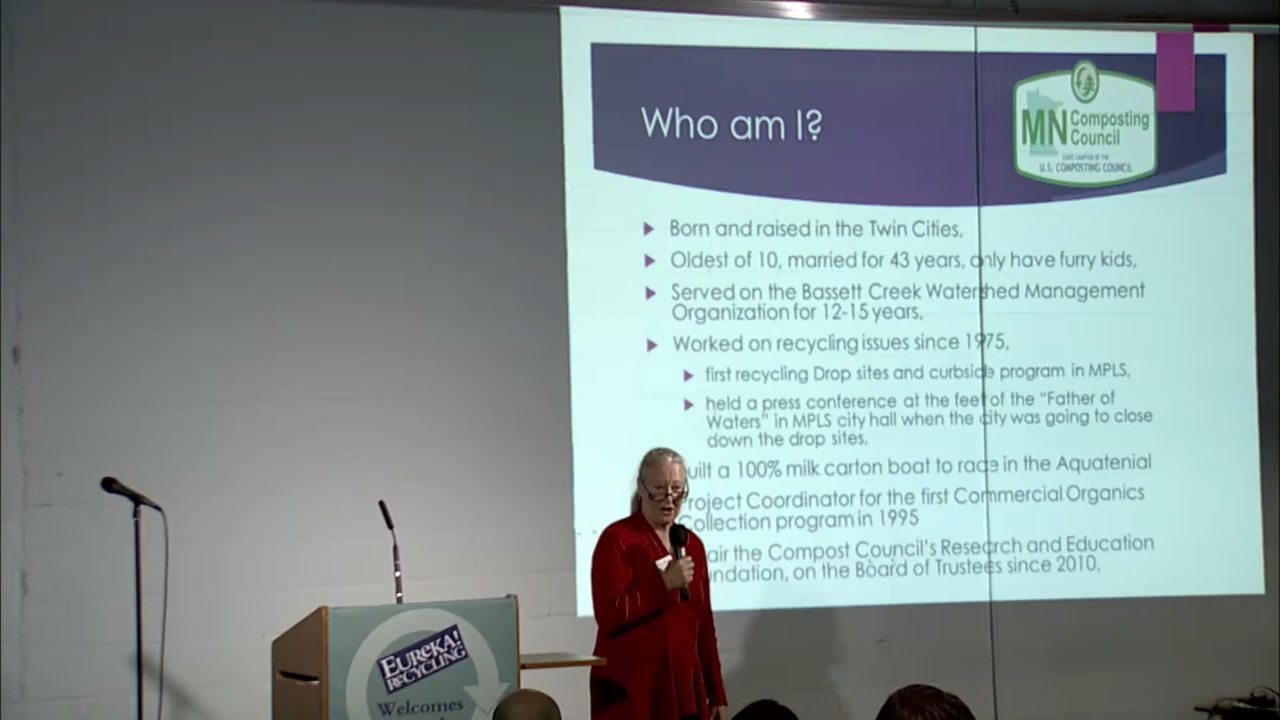 Who am I?
MN Composting
Council
STATE CHAPTER OF THE
U.S. COMPOSTING COUNCIL
Born and raised in the Twin Cities,
Oldest of 10, married for 43 years, only have furry kids,
Served on the Bassett Creek Watershed Management
Organization for 12-15 years,
Worked on recycling issues since 1975,
first recycling Drop sites and curbside program in MPLS,
held a press conference at the feet of the "Father of
Waters" in MPLS city hall when the city was going to close
down the drop sites.
uilt a 100% milk carton boat to race in the Aquatenial
roject Coordinator for the first Commercial Organics
Collection program in 1995
air the Compost Council's Research and Education
undation, on the Board of Trustees since 2010,
EUREKA!
RECYCLING
Welcomes